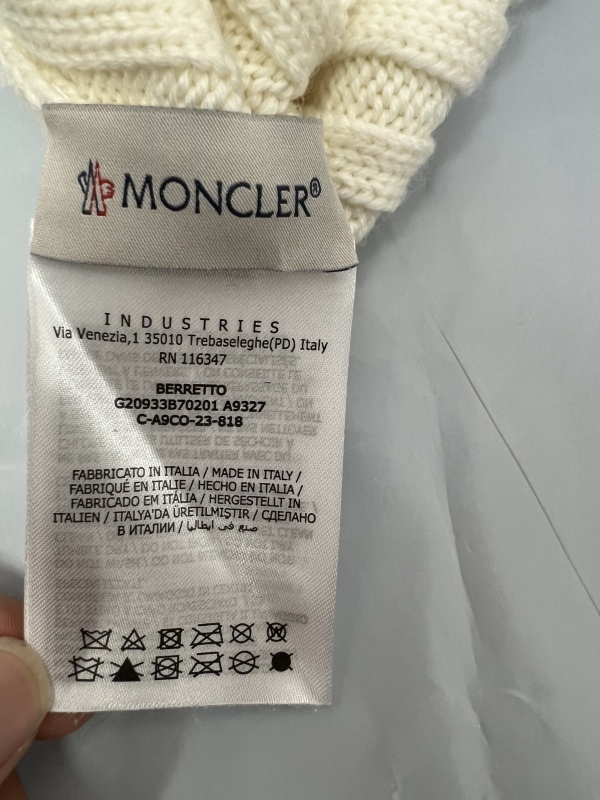 MONCLER®
INDUSTRIES
Via Venezia,1 35010 Trebaseleghe(PD) Italy
RN 116347
BERRETTO
G20933B70201 A9327
C-A9CO-23-818
FABBRICATO IN ITALIA / MADE IN ITALY /
FABRIQUÉ EN ITALIE / HECHO EN ITALIA /
FABRICADO EM ITÁLIA / HERGESTELLT IN
ITALIEN / ITALYA'DA ÜRETILMIŞTIR / СДЕЛАНО
В ИТАЛИИ / صنع في ايطاليا